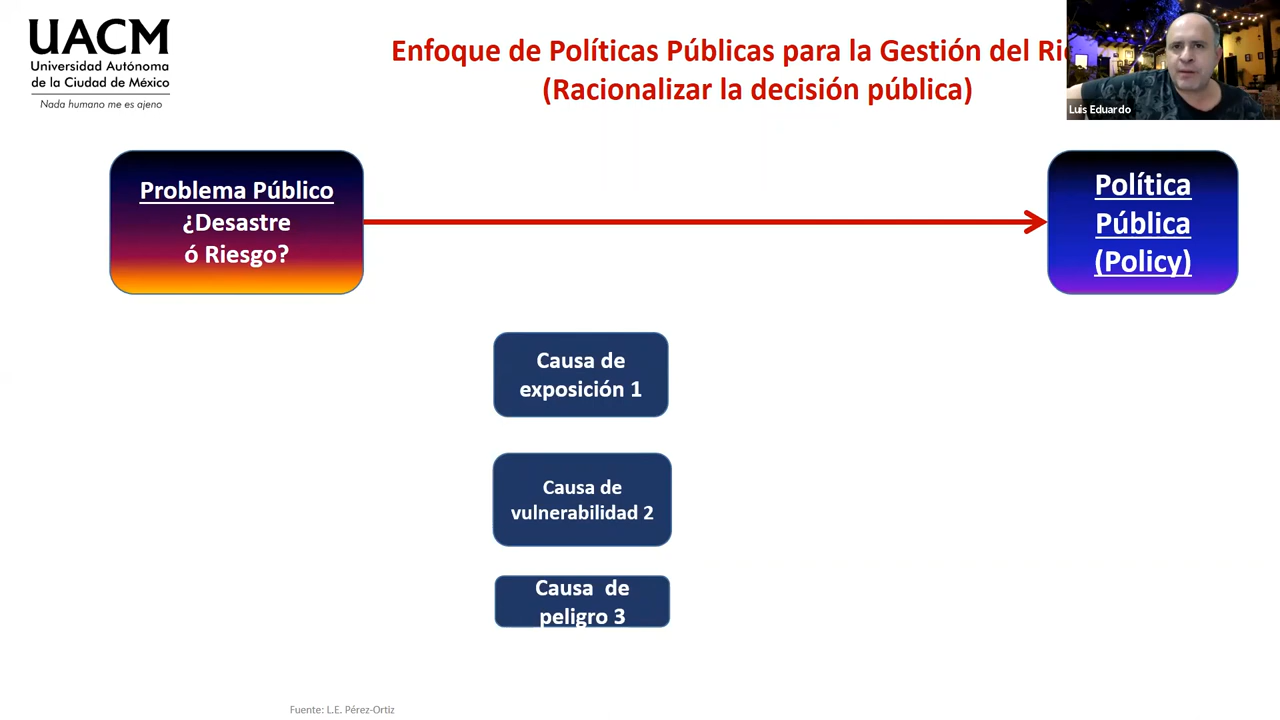 UACM
Universidad Autónoma
de la Ciudad de México
Nada humano me es ajeno
Enfoque de Políticas Públicas para la Gestión del
(Racionalizar la decisión pública)
Luis Eduardo
Problema Público
¿Desastre
ó Riesgo?
Política
Pública
(Policy)
Causa de
exposición 1
Causa de
vulnerabilidad 2
Causa de
peligro 3
Fuente: L.E. Pérez-Ortiz